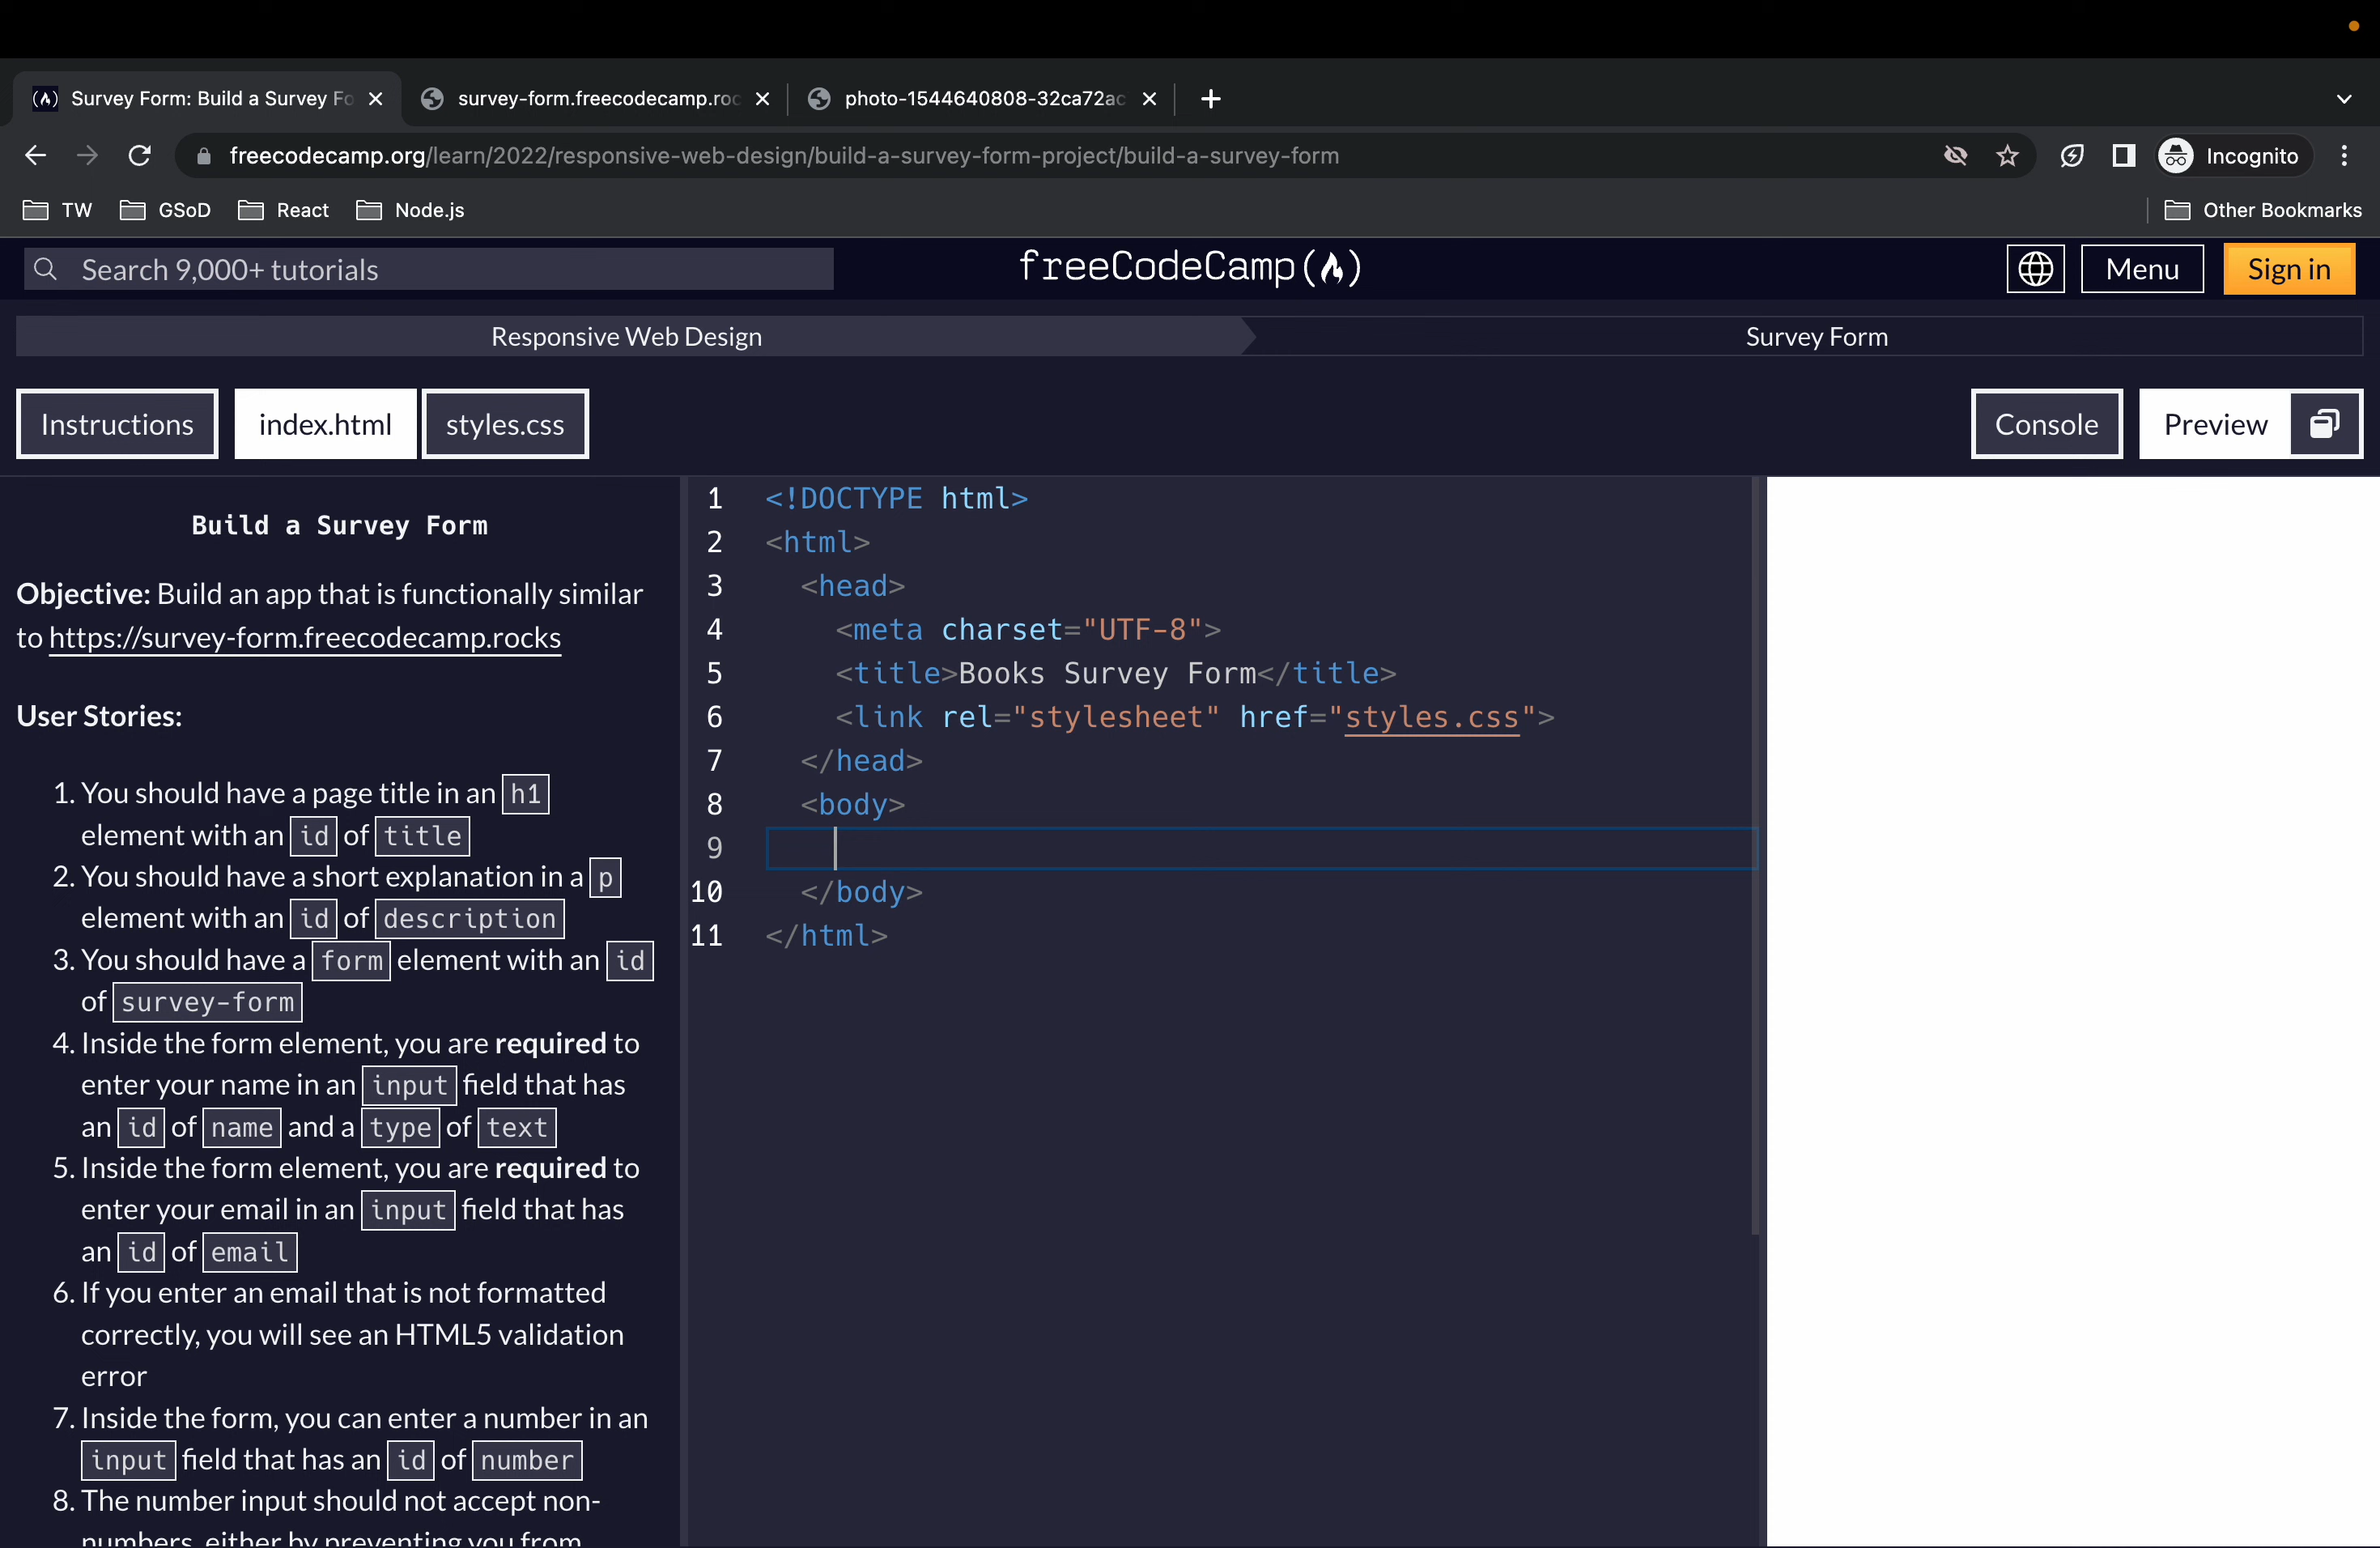 Survey Form: Build a Survey Fo
survey-form.freecodecamp.roc
photo-1544640808-32ca72ac
freecodecamp.org/learn/2022/responsive-web-design/build-a-survey-form-project/build-a-survey-form
Incognito
TW
GSoD
React
Node.js
Other Bookmarks
Search 9,000+ tutorials
freeCodeCamp
Menu
Sign in
Responsive Web Design
Survey Form
Instructions
index.html
styles.css
Console
Preview
Build a Survey Form
Objective: Build an app that is functionally similar
to https://survey-form.freecodecamp.rocks
User Stories:
1. You should have a page title in an h1
element with an id of title
2. You should have a short explanation in a p
element with an id of description
3. You should have a form element with an id
of survey-form
4. Inside the form element, you are required to
enter your name in an input field that has
an id of name and a type of text
5. Inside the form element, you are required to
enter your email in an input field that has
an id of email
6. If you enter an email that is not formatted
correctly, you will see an HTML5 validation
error
7. Inside the form, you can enter a number in an
input field that has an id of number
8. The number input should not accept non-
numbers, either by preventing you from
1 <!DOCTYPE html>
2 <html>
3 <head>
4 <meta charset="UTF-8">
5 <title>Books Survey Form</title>
6 <link rel="stylesheet" href="styles.css">
7 </head>
8 <body>
9
10 </body>
11 </html>